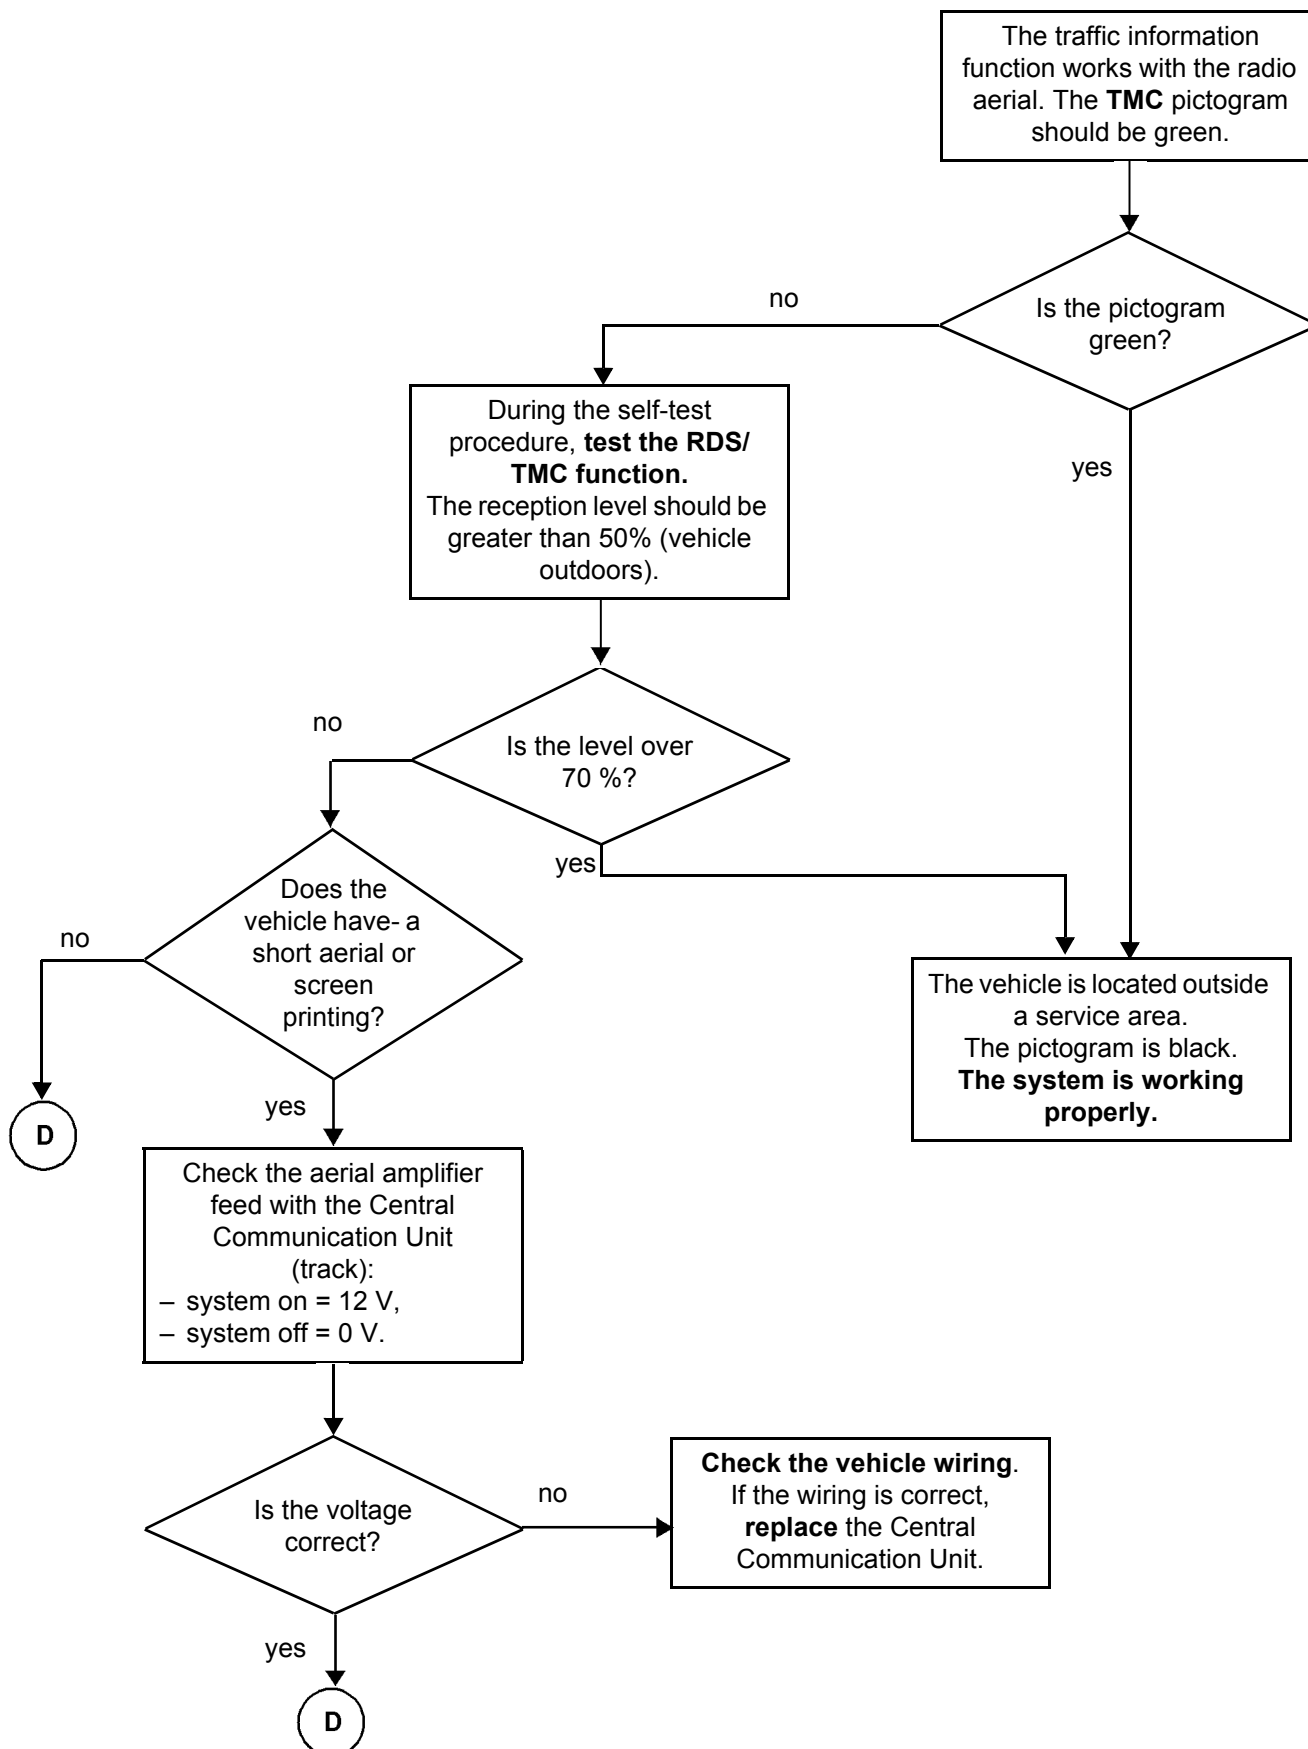 The traffic information
function works with the radio
aerial. The TMC pictogram
should be green.
no
Is the pictogram
green?
During the self-test
procedure, test the RDS/
TMC function.
The reception level should be
greater than 50% (vehicle
outdoors).
yes
no
Is the level over
70 %?
yes
Does the
vehicle have- a
short aerial or
screen
printing?
no
The vehicle is located outside
a service area.
The pictogram is black.
The system is working
properly.
D
yes
Check the aerial amplifier
feed with the Central
Communication Unit
(track):
– system on = 12 V,
– system off = 0 V.
Is the voltage
correct?
no
Check the vehicle wiring.
If the wiring is correct,
replace the Central
Communication Unit.
yes
D